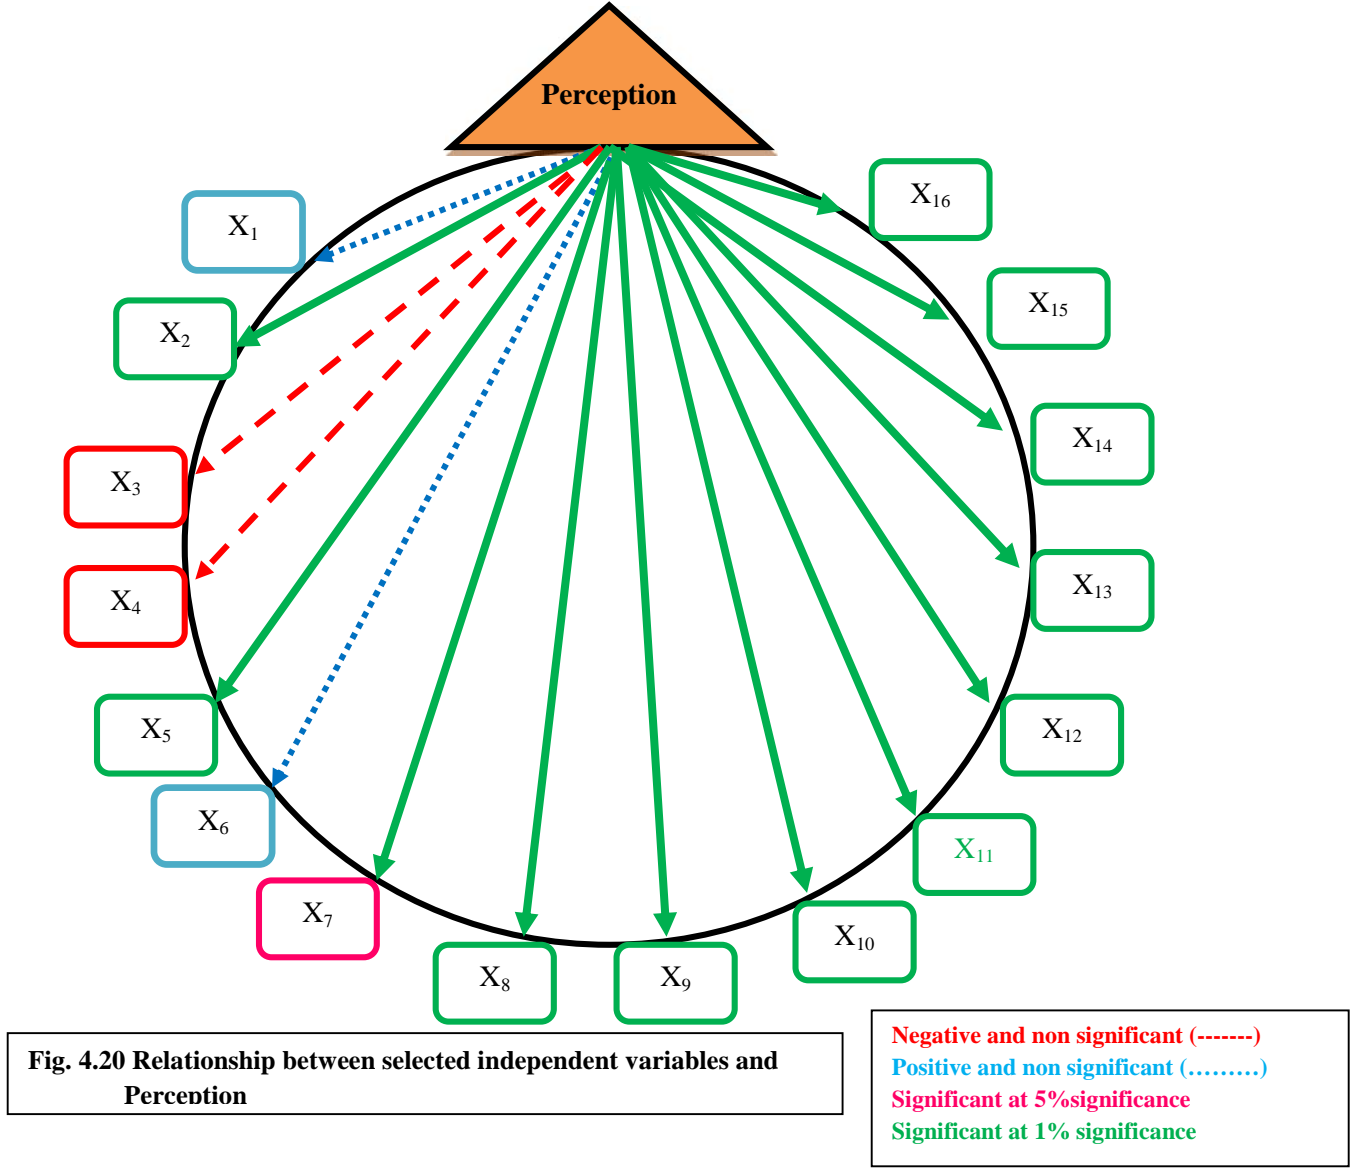 Perception
X₁
X₂
X₃
X₄
X₅
X₆
X₇
X₈
X₉
X₁₀
X₁₁
X₁₂
X₁₃
X₁₄
X₁₅
X₁₆
Fig. 4.20 Relationship between selected independent variables and
Perception
Negative and non significant (-------)
Positive and non significant (………)
Significant at 5%significance
Significant at 1% significance